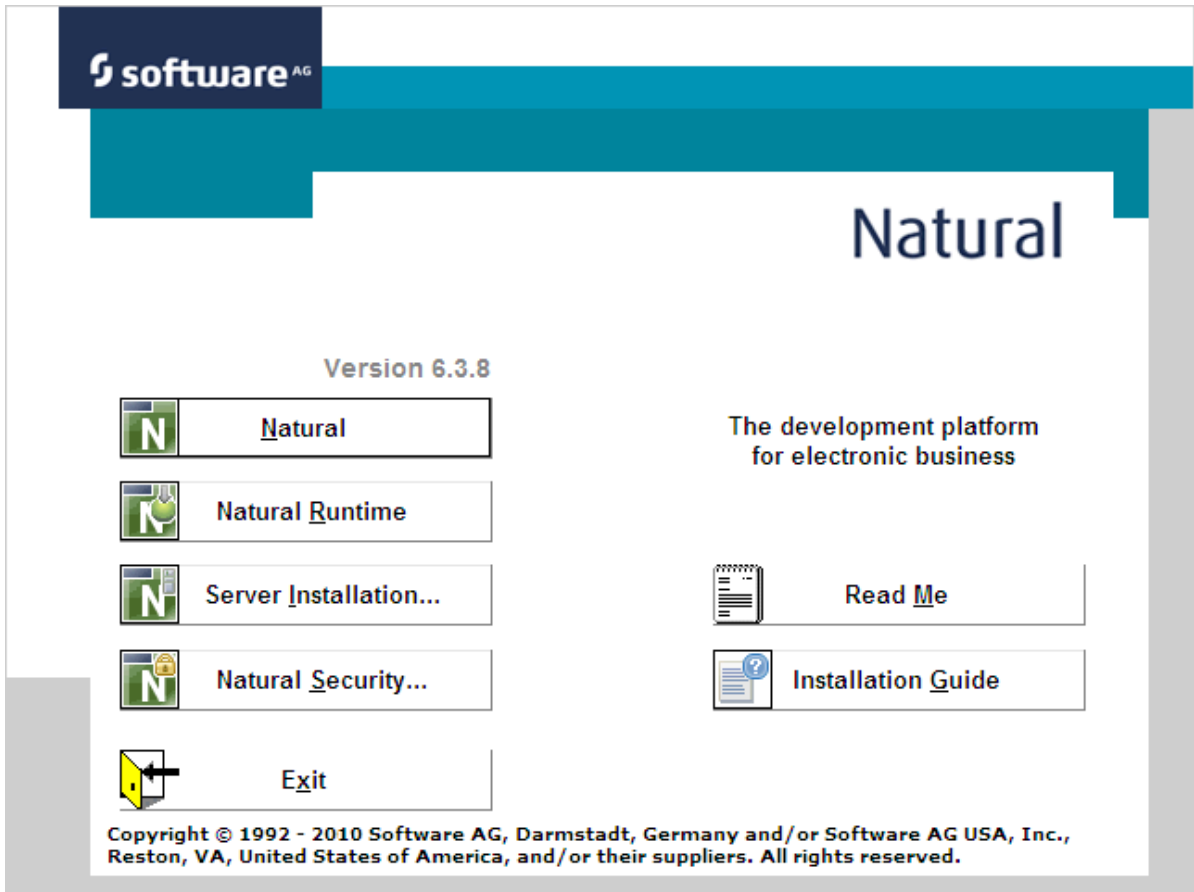 software AG
Natural
Version 6.3.8
Natural
The development platform
for electronic business
Natural Runtime
Server Installation...
Read Me
Natural Security...
Installation Guide
Exit
Copyright © 1992 - 2010 Software AG, Darmstadt, Germany and/or Software AG USA, Inc.,
Reston, VA, United States of America, and/or their suppliers. All rights reserved.